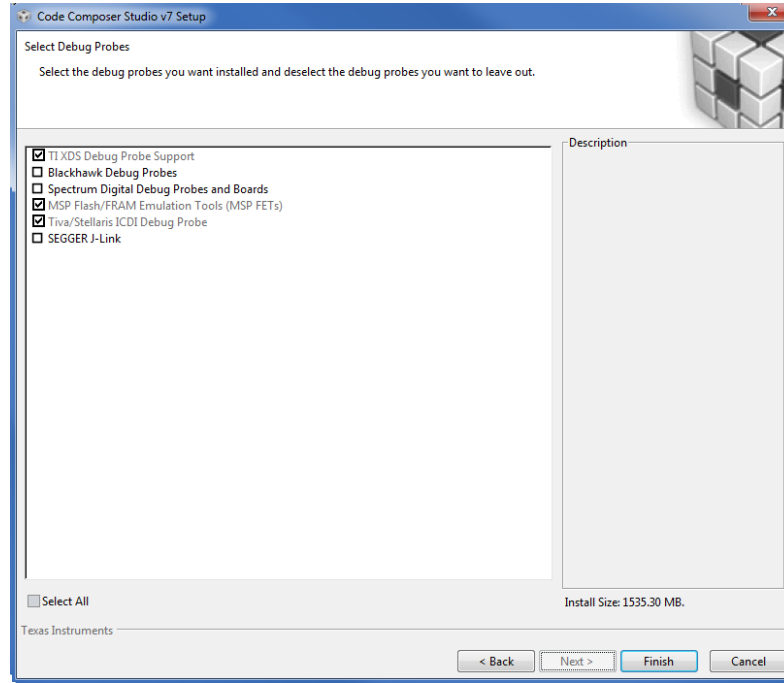 Code Composer Studio v7 Setup
Select Debug Probes
Select the debug probes you want installed and deselect the debug probes you want to leave out.
Description
TI XDS Debug Probe Support
Blackhawk Debug Probes
Spectrum Digital Debug Probes and Boards
MSP Flash/FRAM Emulation Tools (MSP FETs)
Tiva/Stellaris ICDI Debug Probe
SEGGER J-Link
Select All
Install Size: 1535.30 MB.
Texas Instruments
< Back
Next >
Finish
Cancel